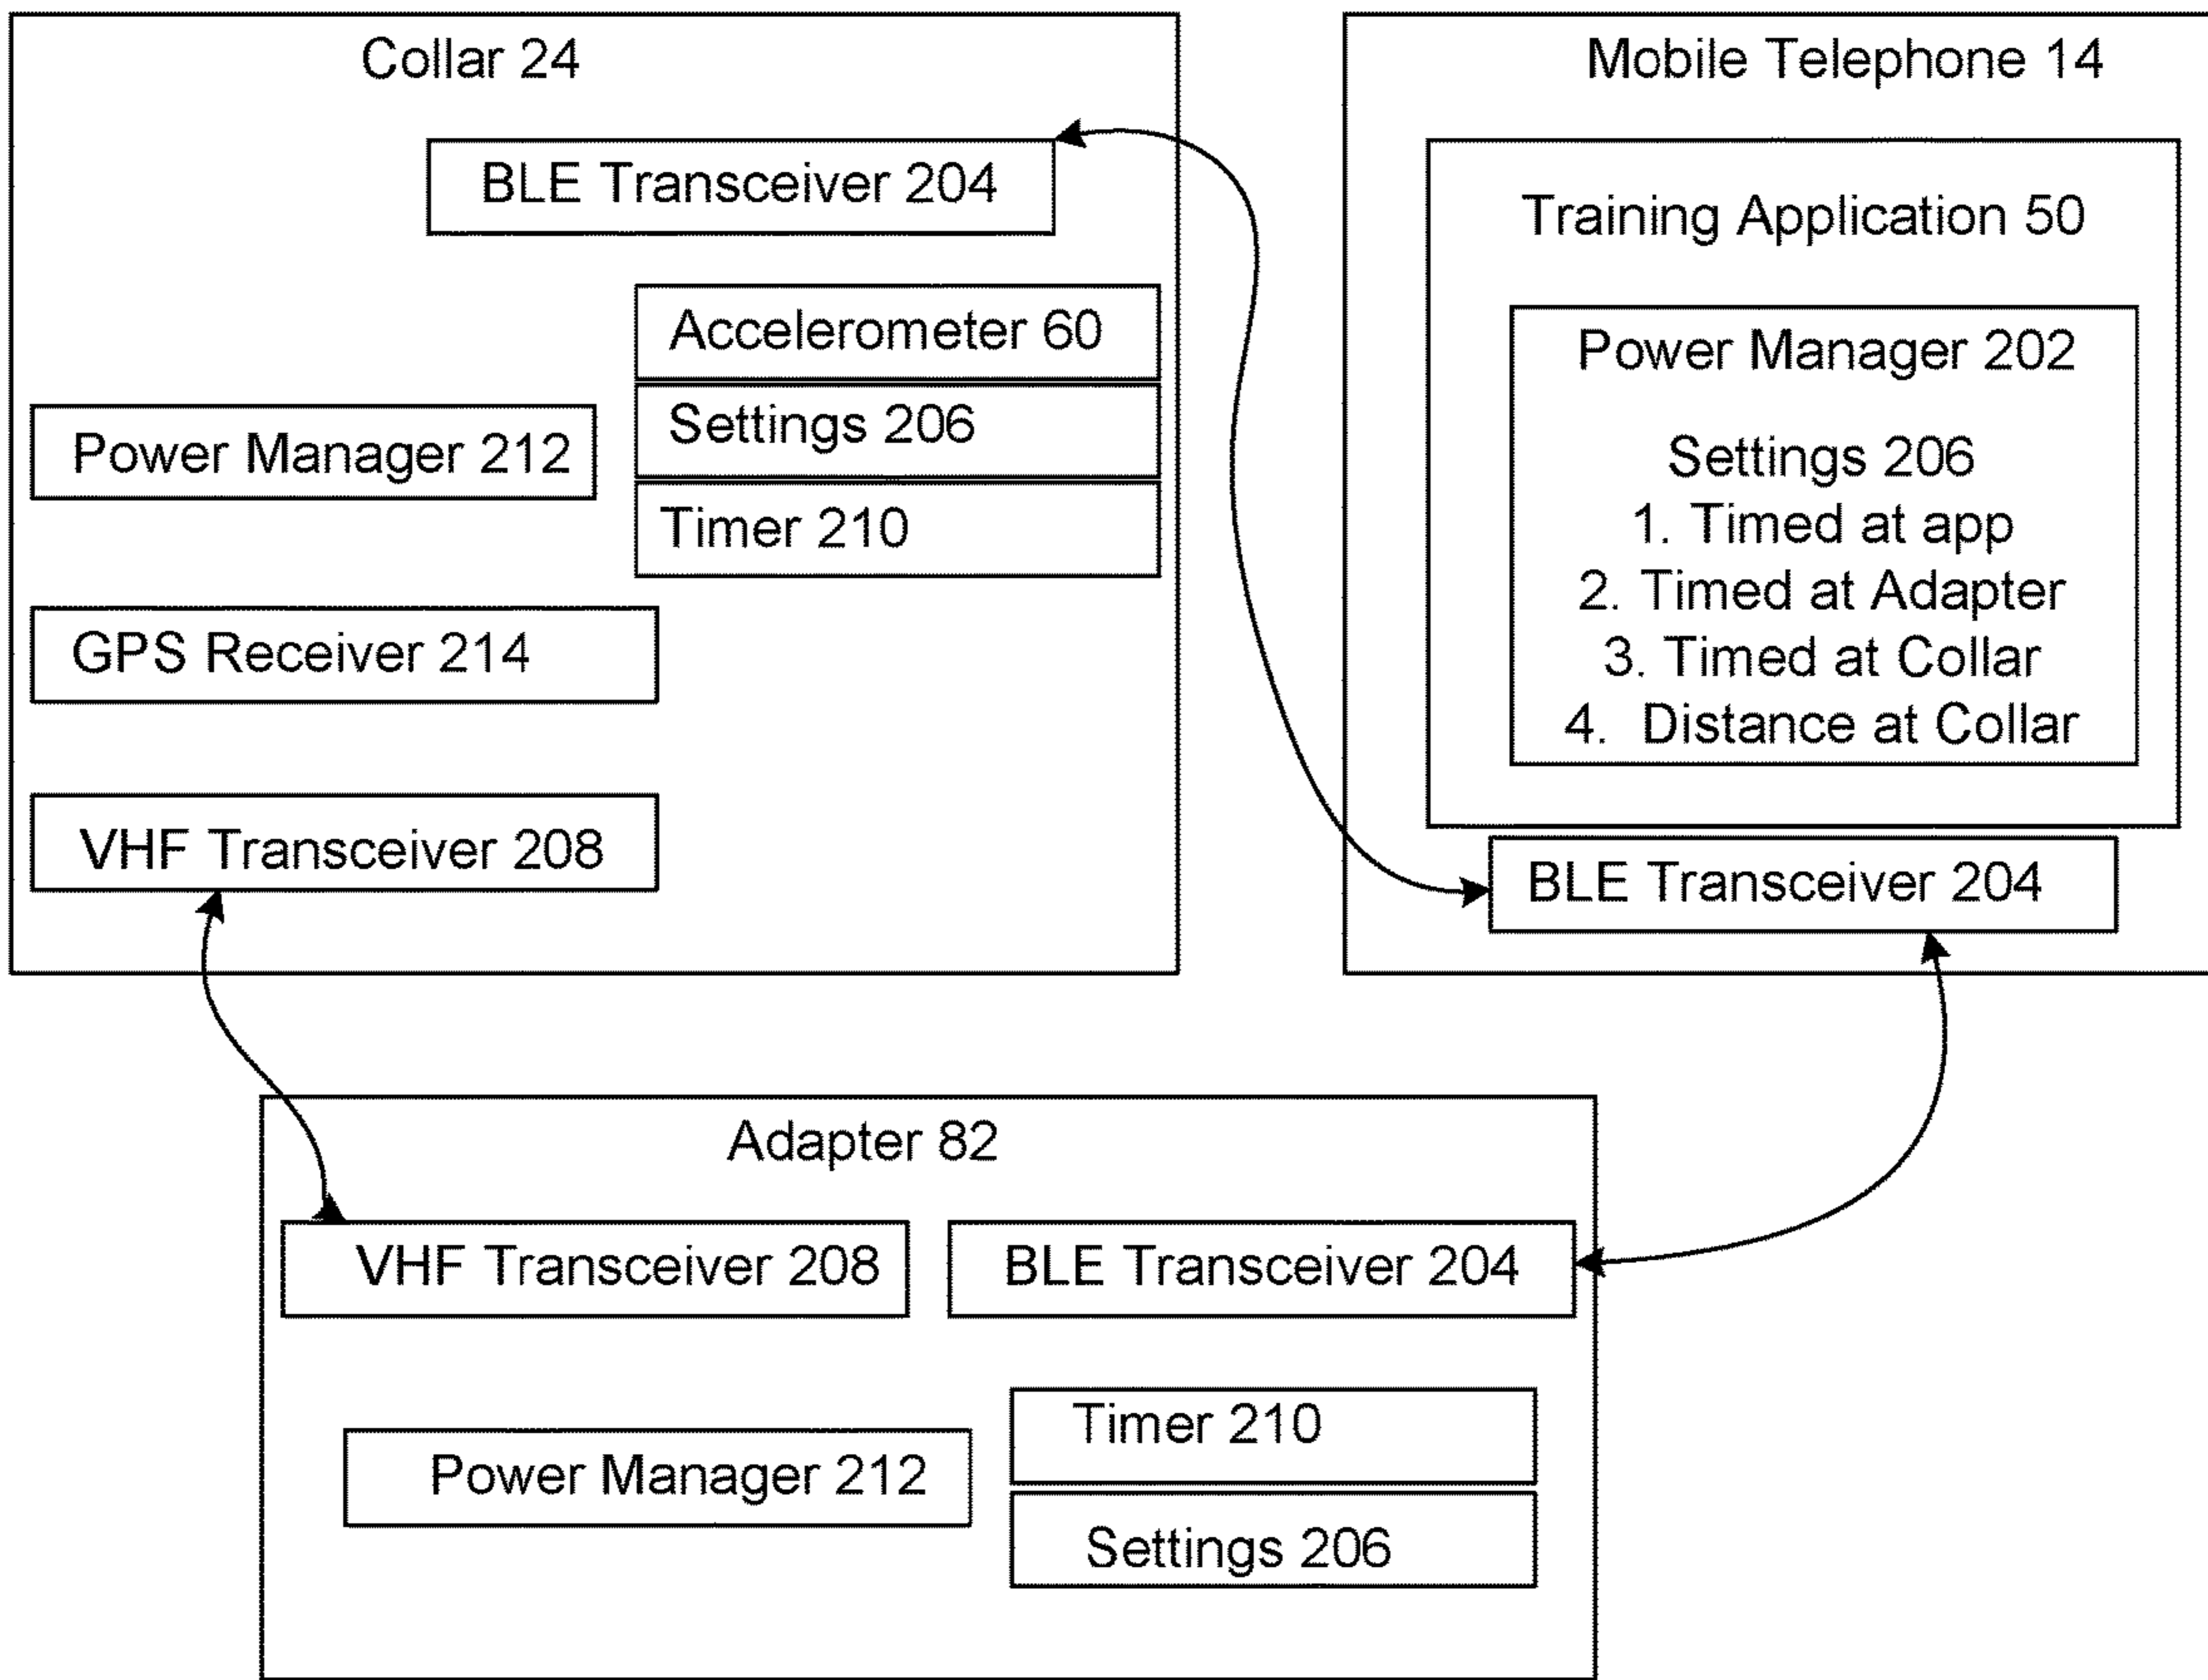 Collar 24
BLE Transceiver 204
Accelerometer 60
Settings 206
Timer 210
Power Manager 212
GPS Receiver 214
VHF Transceiver 208
Mobile Telephone 14
Training Application 50
Power Manager 202
Settings 206
1. Timed at app
2. Timed at Adapter
3. Timed at Collar
4. Distance at Collar
BLE Transceiver 204
Adapter 82
VHF Transceiver 208
BLE Transceiver 204
Power Manager 212
Timer 210
Settings 206